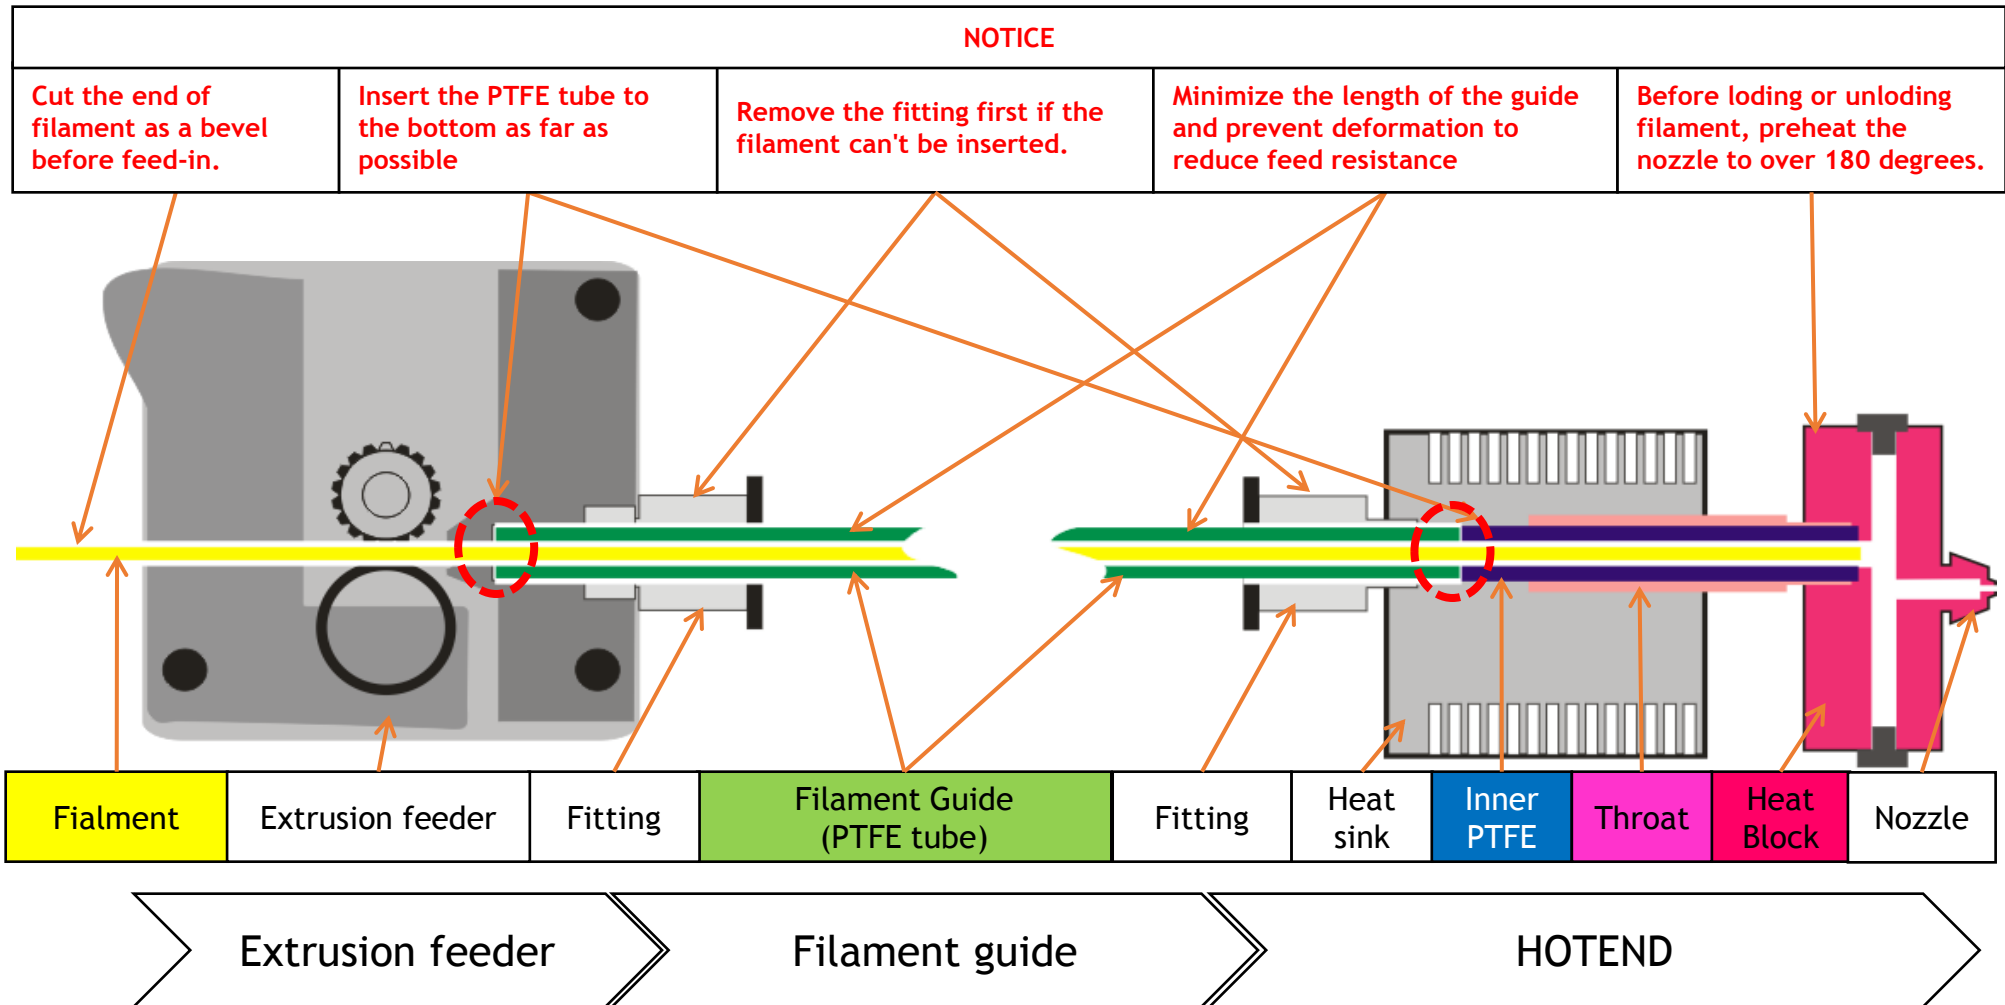 NOTICE
Cut the end of
filament as a bevel
before feed-in.
Insert the PTFE tube to
the bottom as far as
possible
Remove the fitting first if the
filament can't be inserted.
Minimize the length of the guide
and prevent deformation to
reduce feed resistance
Before loding or unloding
filament, preheat the
nozzle to over 180 degrees.
Fialment
Extrusion feeder
Fitting
Filament Guide
(PTFE tube)
Fitting
Heat
sink
Inner
PTFE
Throat
Heat
Block
Nozzle
Extrusion feeder
Filament guide
HOTEND